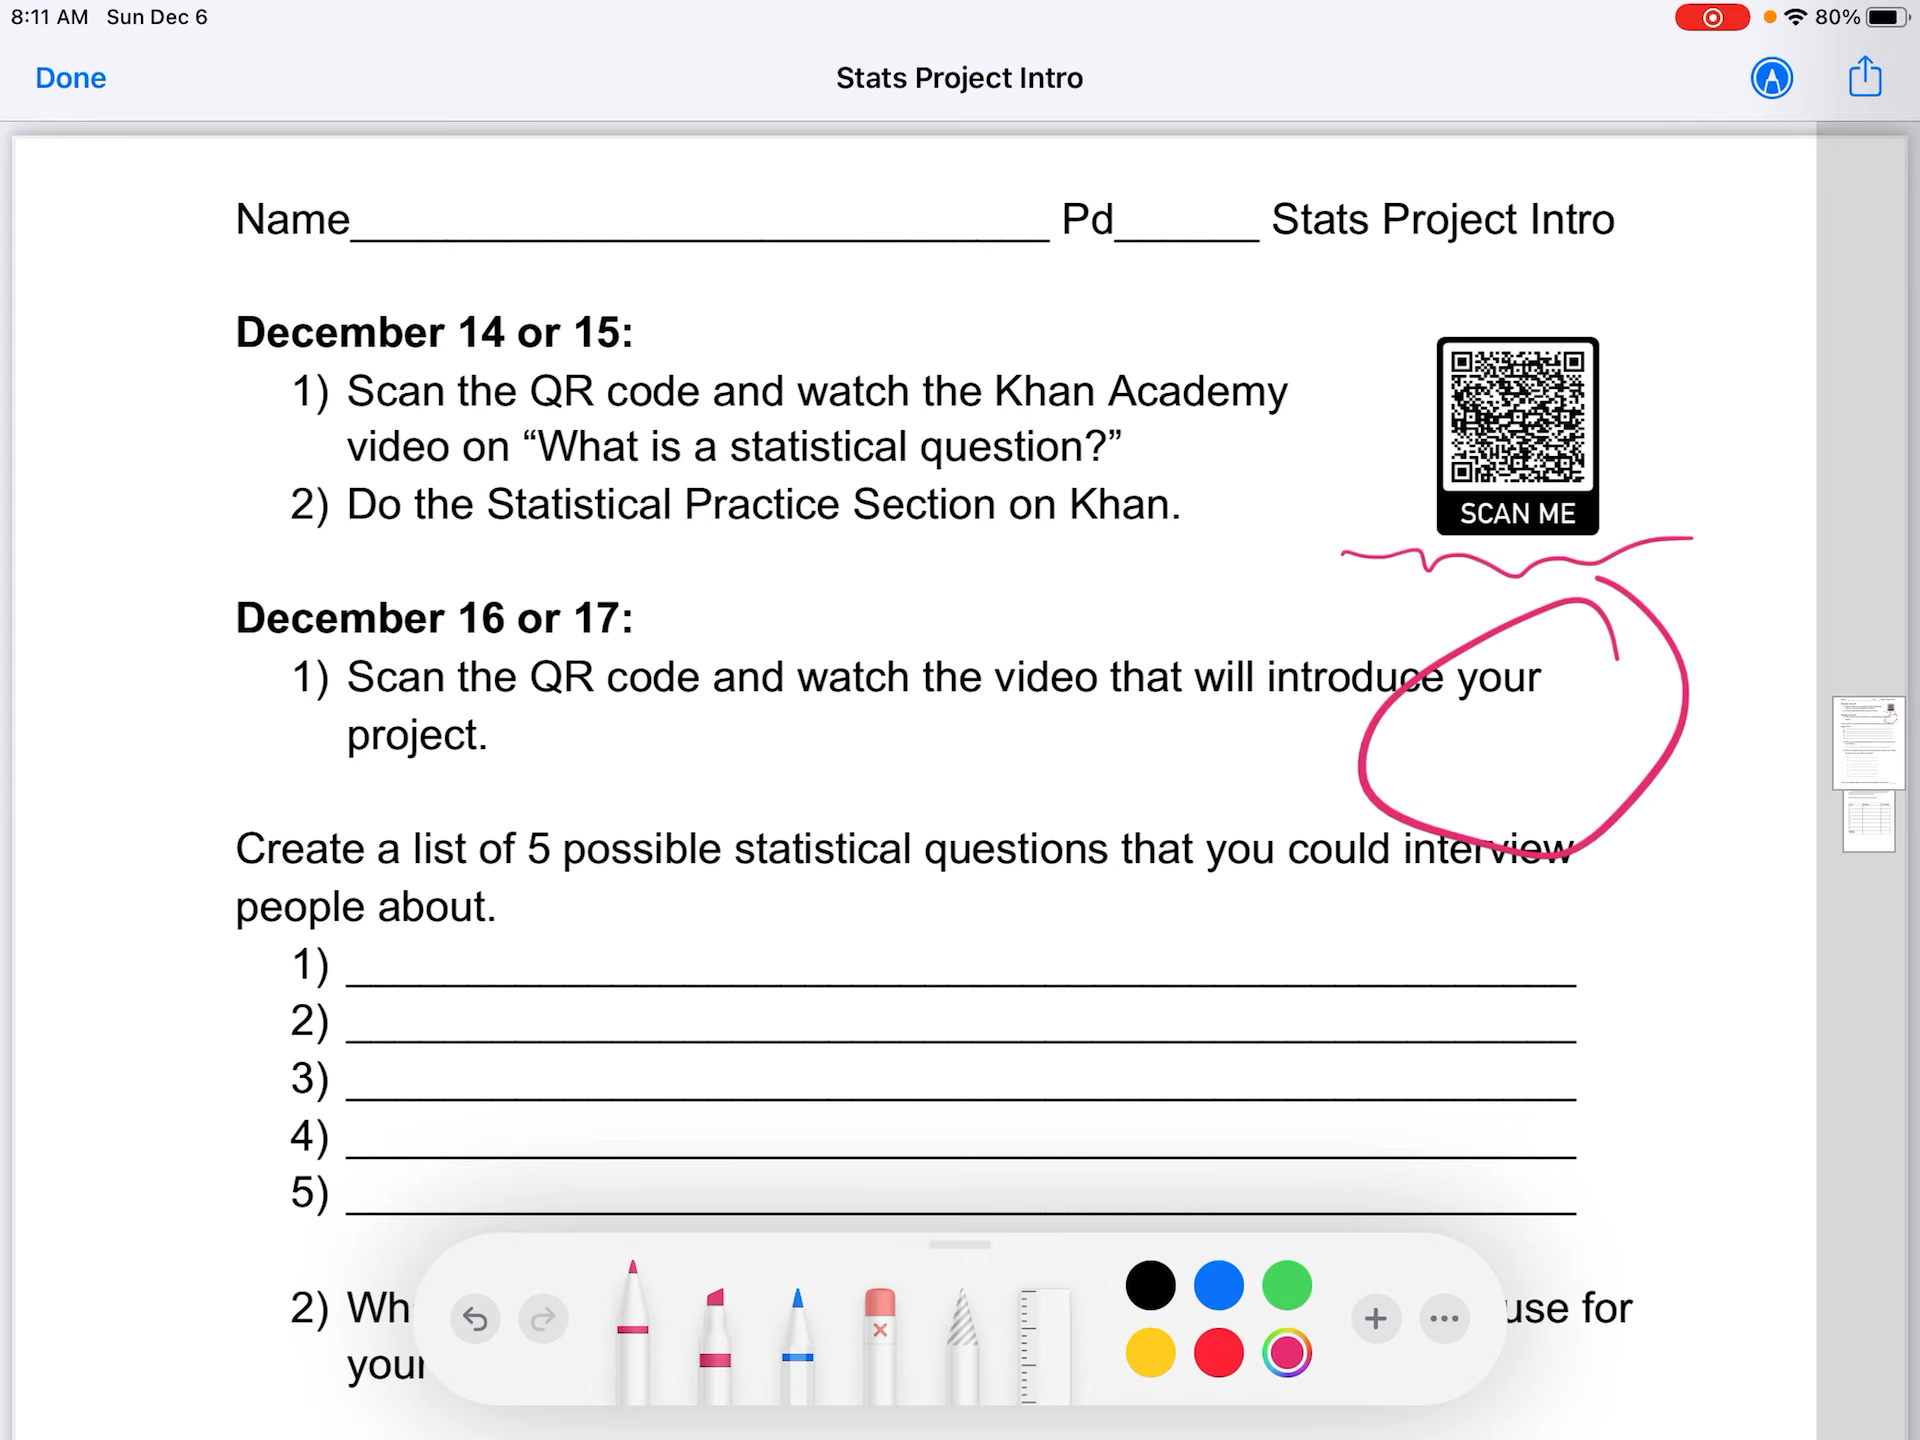 8:11 AM Sun Dec 6
80%
Done
Stats Project Intro
Name______________________________ Pd______ Stats Project Intro
December 14 or 15:
1) Scan the QR code and watch the Khan Academy
video on “What is a statistical question?”
2) Do the Statistical Practice Section on Khan.
SCAN ME
December 16 or 17:
1) Scan the QR code and watch the video that will introduce your
project.
Create a list of 5 possible statistical questions that you could interview
people about.
1)
2)
3)
4)
5)
2) Wh use for
your